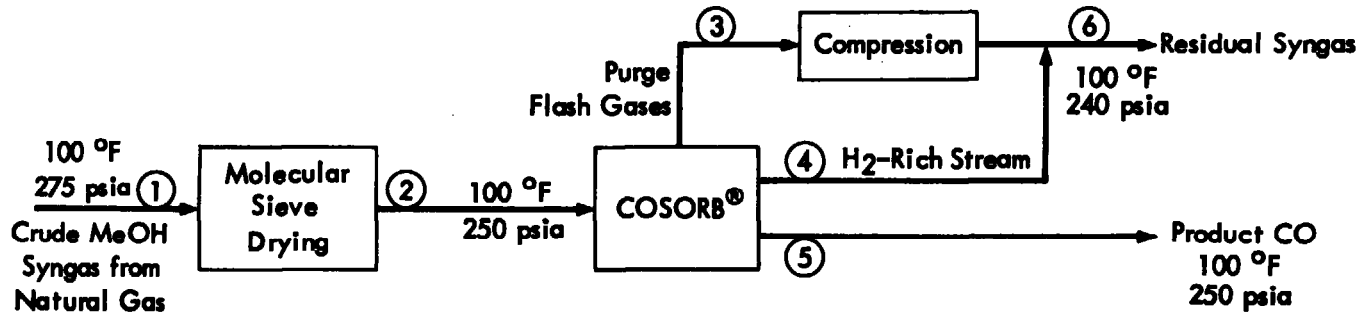 3
Compression
6
Residual Syngas
100 °F
240 psia
Purge
Flash Gases
100 °F
275 psia
1
Crude MeOH
Syngas from
Natural Gas
Molecular
Sieve
Drying
2
100 °F
250 psia
COSORB®
4
H2-Rich Stream
5
Product CO
100 °F
250 psia